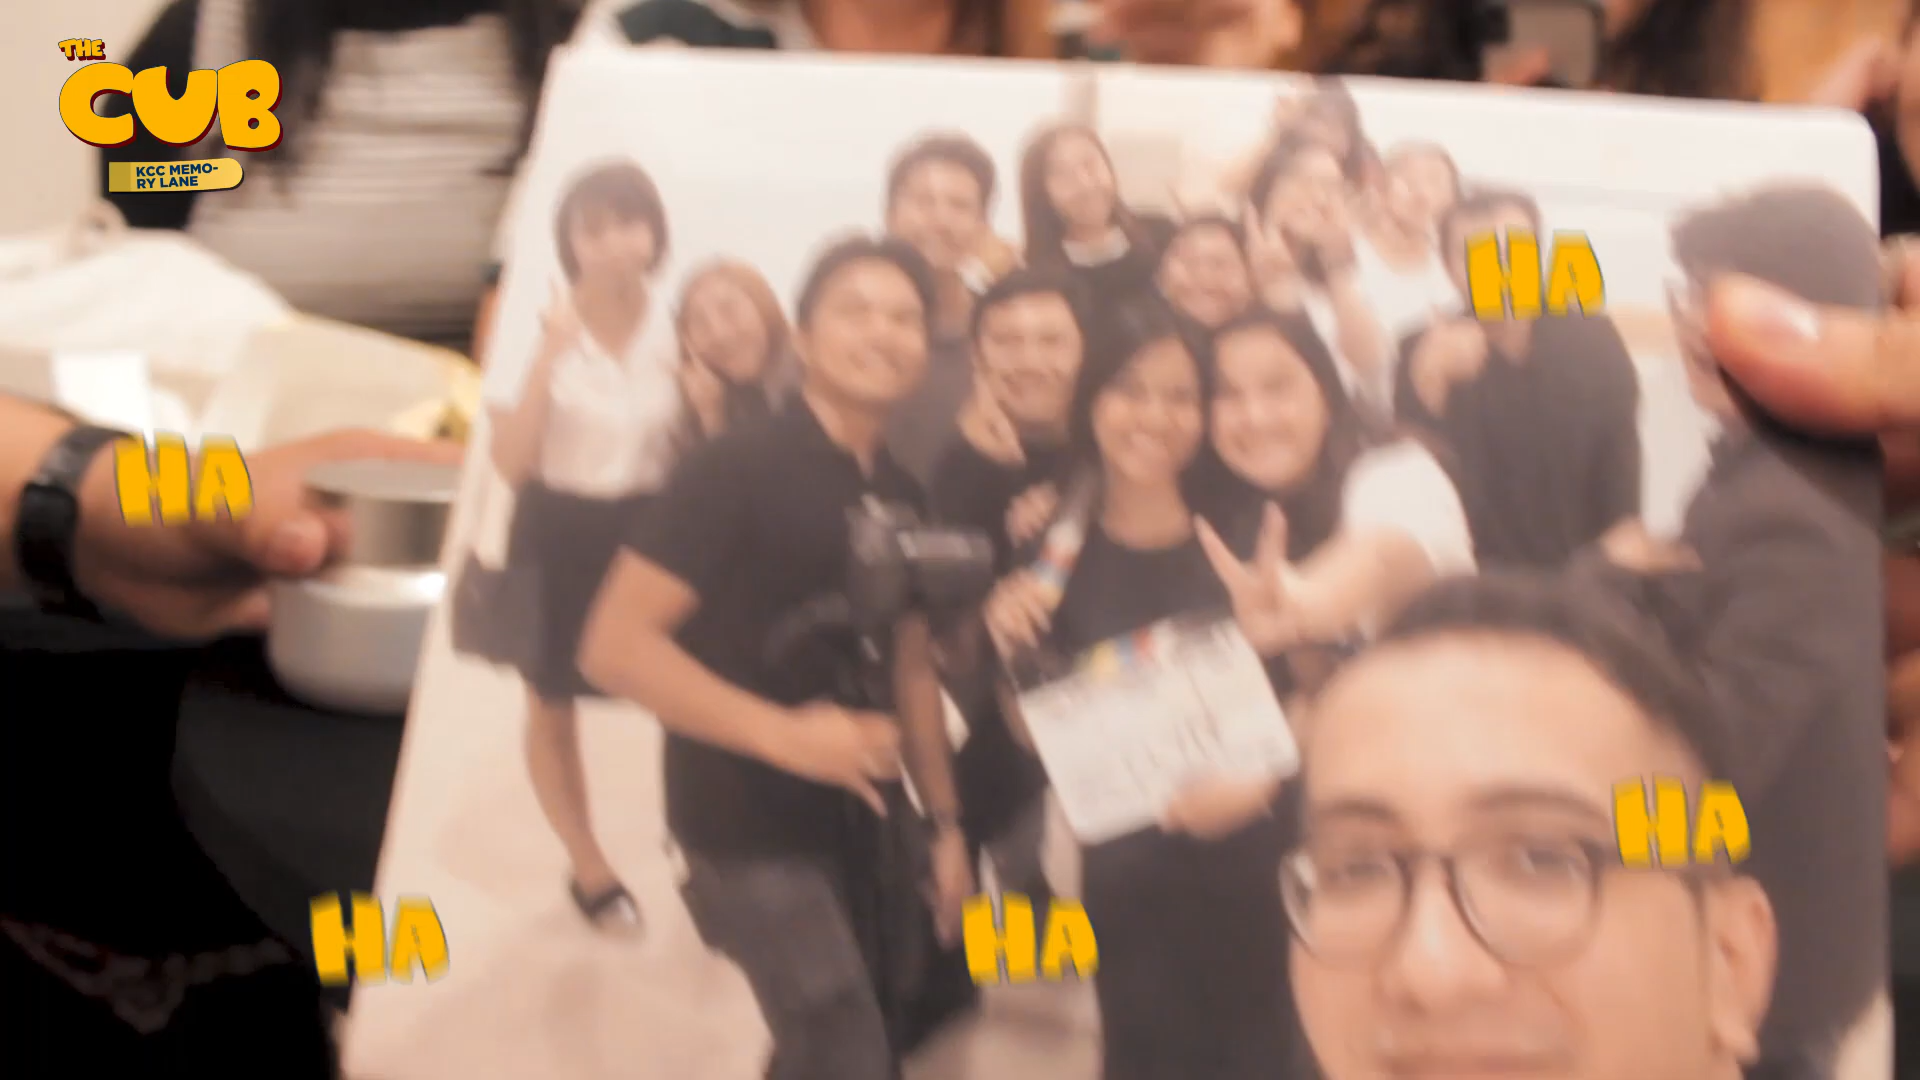 THE
CUB
KCC MEMO-
RY LANE
HA
HA
HA
HA
HA